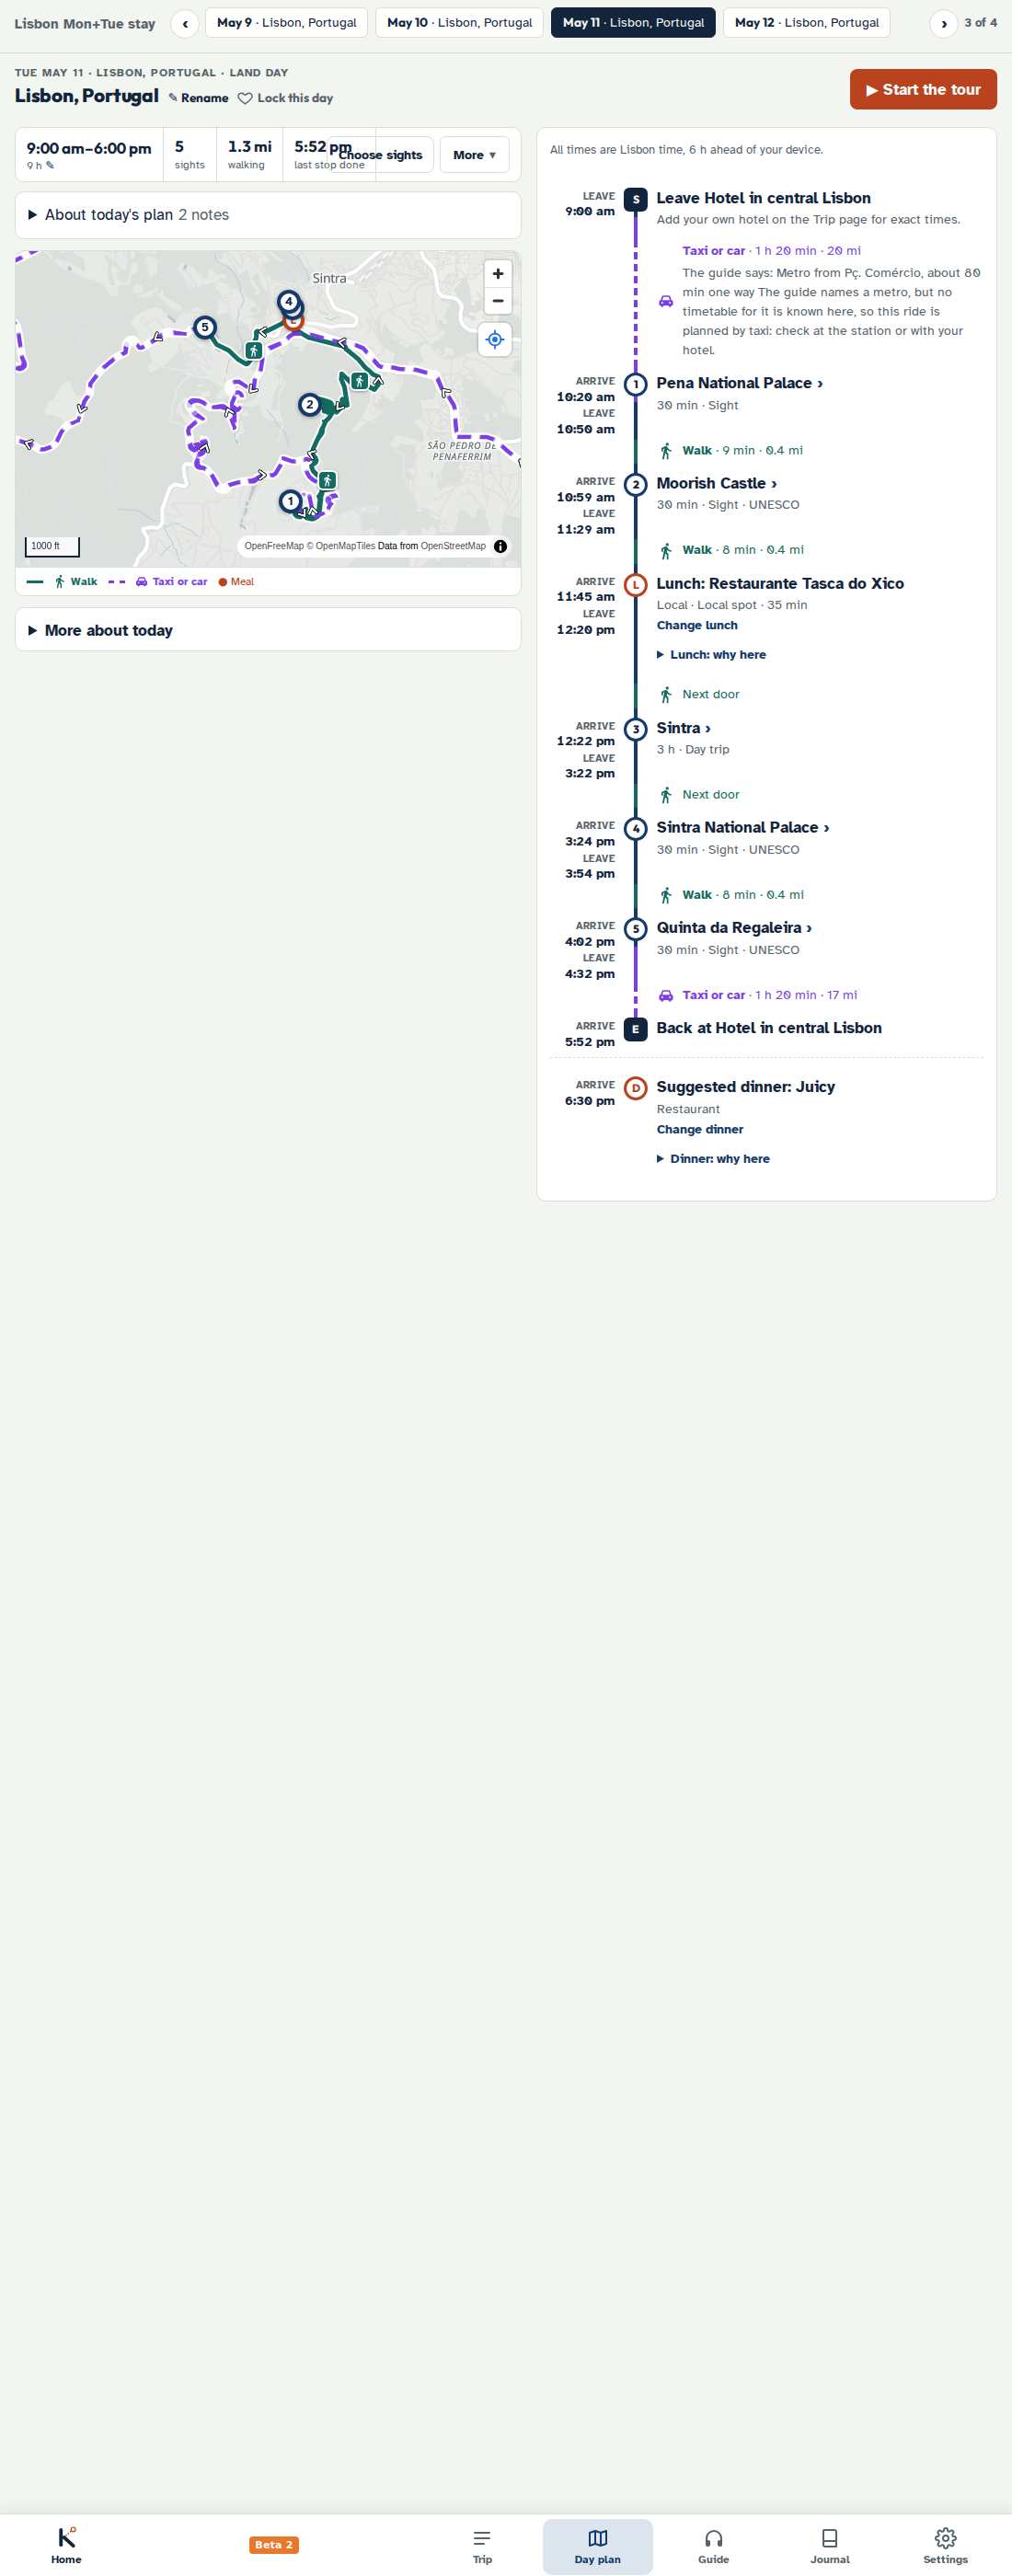 Lisbon Mon+Tue stay
‹
May 9 · Lisbon, Portugal
May 10 · Lisbon, Portugal
May 11 · Lisbon, Portugal
May 12 · Lisbon, Portugal
›
3 of 4
TUE MAY 11 · LISBON, PORTUGAL · LAND DAY
Lisbon, Portugal ✎ Rename ♡ Lock this day
▶ Start the tour
9:00 am–6:00 pm
9 h ✎
5
sights
1.3 mi
walking
5:52 pm
last stop done
Choose sights
More ▾
▶ About today's plan 2 notes
Sintra
4
5
2
1
SÃO PEDRO DE
PENAFERRIM
+
−
1000 ft
OpenFreeMap © OpenMapTiles Data from OpenStreetMap
Walk
Taxi or car
Meal
▶ More about today
All times are Lisbon time, 6 h ahead of your device.
LEAVE
9:00 am
S
Leave Hotel in central Lisbon
Add your own hotel on the Trip page for exact times.
Taxi or car · 1 h 20 min · 20 mi
The guide says: Metro from Pç. Comércio, about 80
min one way The guide names a metro, but no
timetable for it is known here, so this ride is
planned by taxi: check at the station or with your
hotel.
ARRIVE
10:20 am
LEAVE
10:50 am
1
Pena National Palace ›
30 min · Sight
Walk · 9 min · 0.4 mi
ARRIVE
10:59 am
LEAVE
11:29 am
2
Moorish Castle ›
30 min · Sight · UNESCO
Walk · 8 min · 0.4 mi
ARRIVE
11:45 am
LEAVE
12:20 pm
L
Lunch: Restaurante Tasca do Xico
Local · Local spot · 35 min
Change lunch
▶ Lunch: why here
Next door
ARRIVE
12:22 pm
LEAVE
3:22 pm
3
Sintra ›
3 h · Day trip
Next door
ARRIVE
3:24 pm
LEAVE
3:54 pm
4
Sintra National Palace ›
30 min · Sight · UNESCO
Walk · 8 min · 0.4 mi
ARRIVE
4:02 pm
LEAVE
4:32 pm
5
Quinta da Regaleira ›
30 min · Sight · UNESCO
Taxi or car · 1 h 20 min · 17 mi
ARRIVE
5:52 pm
E
Back at Hotel in central Lisbon
ARRIVE
6:30 pm
D
Suggested dinner: Juicy
Restaurant
Change dinner
▶ Dinner: why here
Home
Beta 2
Trip
Day plan
Guide
Journal
Settings